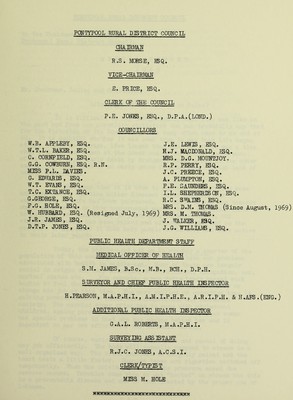 PONTYPOOL RURAL DISTRICT COUNCIL
CHAIRMAN
R.S. MORSE, ESQ.
VICE-CHAIRMAN
E. PRICE, ESQ.
CLERK OF THE COUNCIL
P.E. JONES, ESQ., D.P.A.(LOND.)
COUNCILLORS
W.B. APPLEBY, ESQ. J.E. LEWIS, ESQ.
W.T.L. BAKER, ESQ. N.J. MACDONALD, ESQ.
G. CORNFIELD, ESQ. MRS. D.G. MOUNTJOY.
G.G. COWBURN, ESQ. R.N. R.P. PERRY, ESQ.
MISS P.L. DAVIES. J.C. PREECE, ESQ.
G. EDWARDS, ESQ. A. PLUMPTON, ESQ.
W.T. EVANS, ESQ. P.E. SAUNDERS, ESQ.
T.C. EXTANCE, ESQ. I.L. SHEPHERDSON, ESQ.
G.GEORGE, ESQ. R.C. SWAINE, ESQ.
P.G. HOLE, ESQ. MRS. D.M. THOMAS (Since August, 1969)
W. HUBBARD, ESQ. (Resigned July, 1969) MRS. M. THOMAS.
J.R. JAMES, ESQ. J. WALKER, ESQ.
D.T.P. JONES, ESQ. J.G. WILLIAMS, ESQ.
PUBLIC HEALTH DEPARTMENT STAFF
MEDICAL OFFICER OF HEALTH
S.H. JAMES, B.Sc., M.B., BCH., D.P.H.
SURVEYOR AND CHIEF PUBLIC HEALTH INSPECTOR
H.PEARSON, M.A.P.H.I., A.M.I.P.H.E., A.R.I.P.H. & H.ANS.(ENG.)
ADDITIONAL PUBLIC HEALTH INSPECTOR
G.A.L. ROBERTS, M.A.P.H.I.
SURVEYING ASSISTANT
R.J.C. JONES, A.C.S.I.
CLERK/TYPIST
MISS M. HOLE